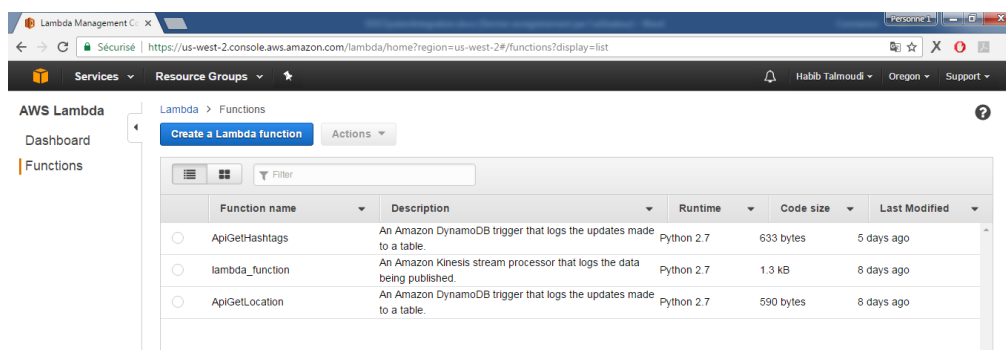 Lambda Management Co
Personne 1
Sécurisé https://us-west-2.console.aws.amazon.com/lambda/home?region=us-west-2#/functions?display=list
Services Resource Groups Habib Talmoudi Oregon Support
AWS Lambda
Dashboard
Functions
Lambda > Functions
Create a Lambda function Actions
Filter
Function name Description Runtime Code size Last Modified
ApiGetHashtags An Amazon DynamoDB trigger that logs the updates made to a table. Python 2.7 633 bytes 5 days ago
lambda_function An Amazon Kinesis stream processor that logs the data being published. Python 2.7 1.3 kB 8 days ago
ApiGetLocation An Amazon DynamoDB trigger that logs the updates made to a table. Python 2.7 590 bytes 8 days ago